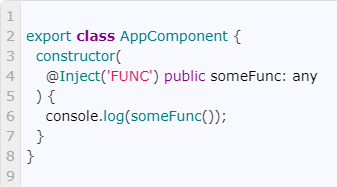 1
2 export class AppComponent {
3   constructor(
4     @Inject('FUNC') public someFunc: any
5   ) {
6     console.log(someFunc());
7   }
8 }
9